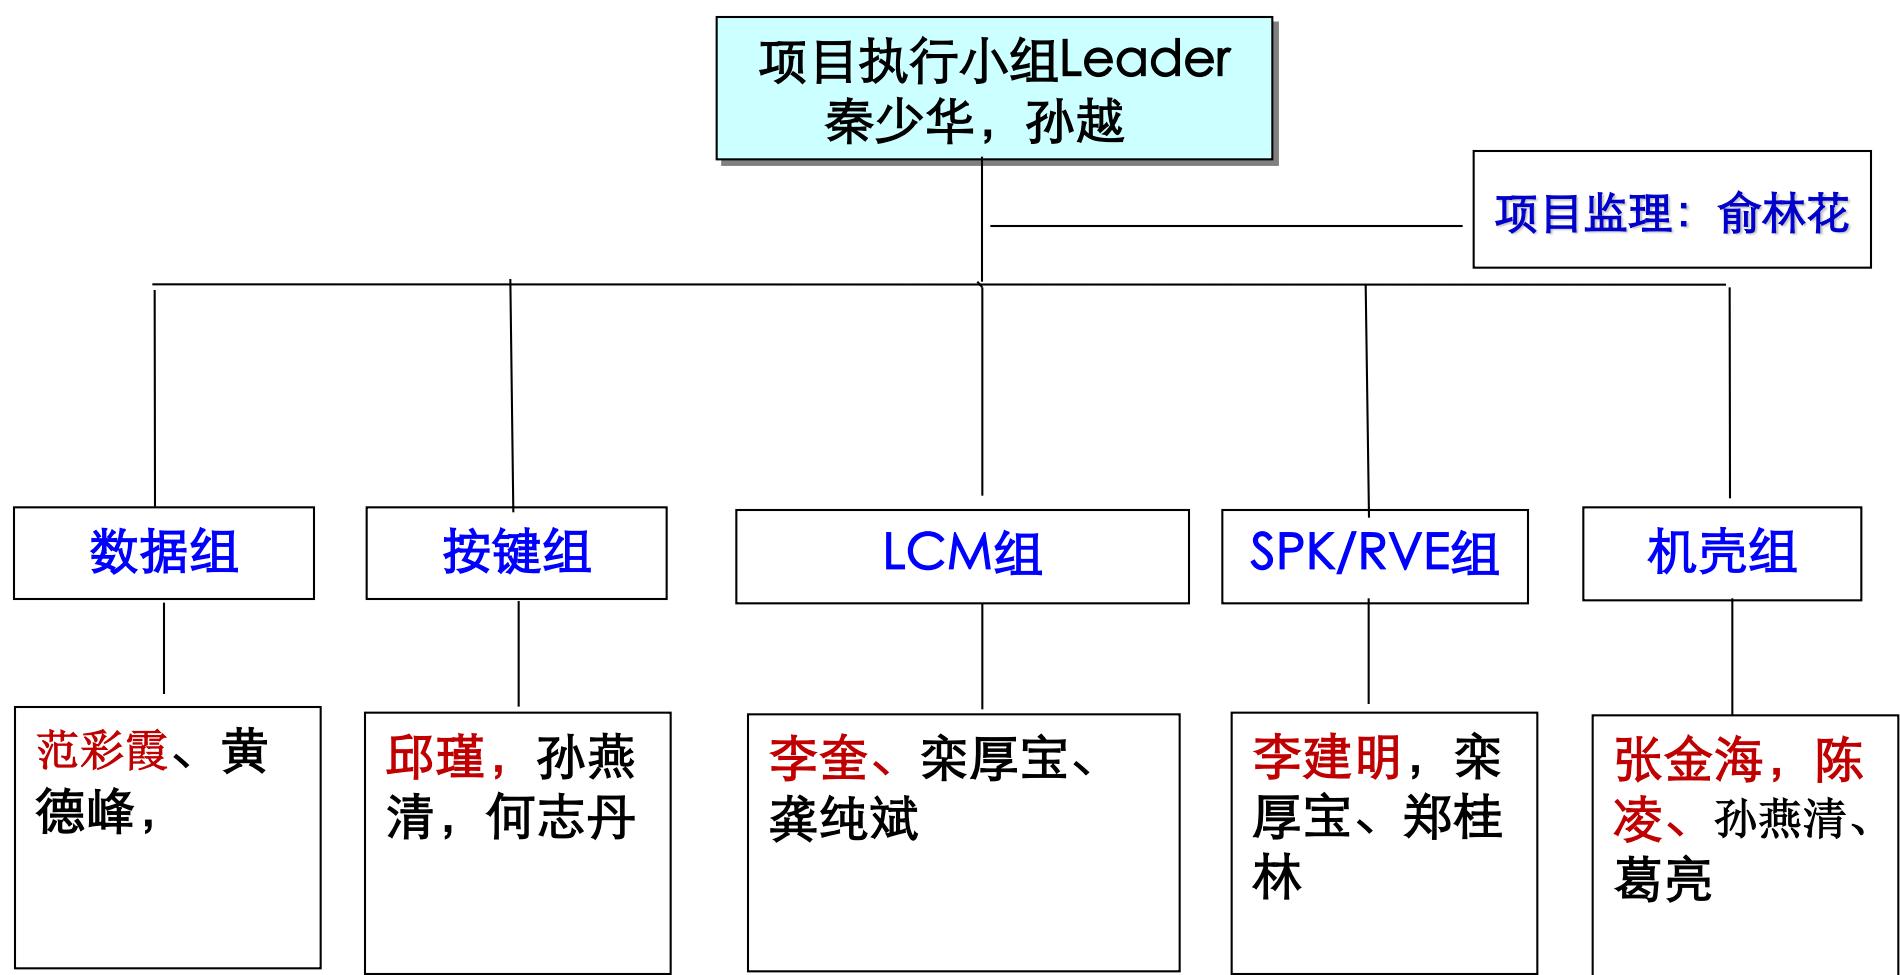 项目执行小组Leader
秦少华，孙越
项目监理：俞林花
数据组
按键组
LCM组
SPK/RVE组
机壳组
范彩霞、黄
德峰，
邱瑾，孙燕
清，何志丹
李奎、栾厚宝、
龚纯斌
李建明，栾
厚宝、郑桂
林
张金海，陈
凌、孙燕清、
葛亮